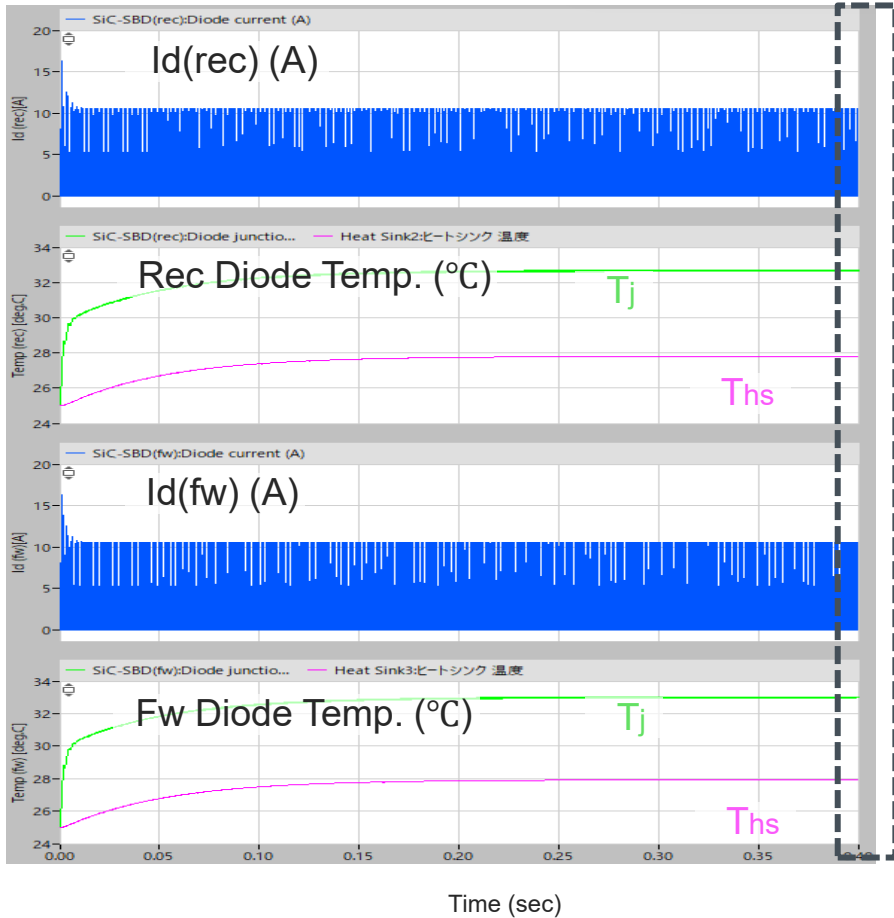 SiC-SBD(rec):Diode current (A)
Id(rec) (A)
20
15
10
5
0
Id (rec)[A]
SiC-SBD(rec):Diode junctio... Heat Sink2:ヒートシンク 温度
Rec Diode Temp. (℃)
Tj
Ths
34
32
30
28
26
24
Temp (rec) [deg.C]
SiC-SBD(fw):Diode current (A)
Id(fw) (A)
20
15
10
5
0
Id (fw)[A]
SiC-SBD(fw):Diode junctio... Heat Sink3:ヒートシンク 温度
Fw Diode Temp. (℃)
Tj
Ths
34
32
30
28
26
24
Temp (fw) [deg.C]
0.00 0.05 0.10 0.15 0.20 0.25 0.30 0.35 0.40
Time (sec)